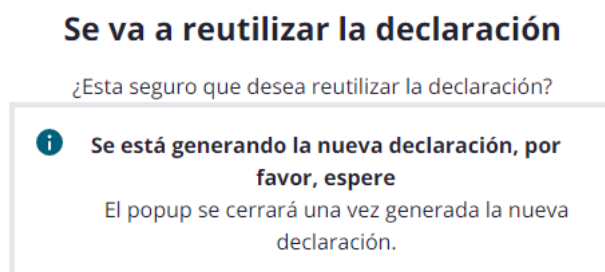 Se va a reutilizar la declaración
¿Esta seguro que desea reutilizar la declaración?
Se está generando la nueva declaración, por
favor, espere
El popup se cerrará una vez generada la nueva
declaración.